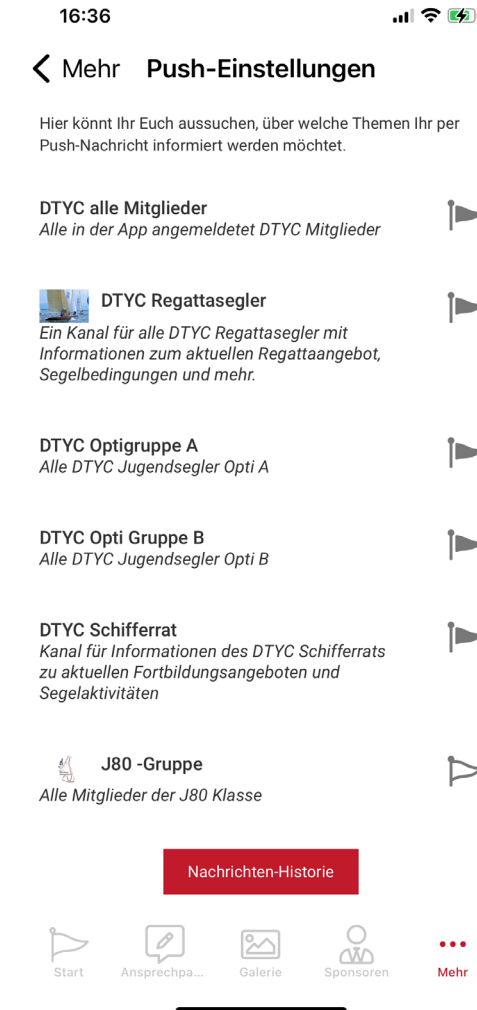 16:36
Mehr Push-Einstellungen
Hier könnt Ihr Euch aussuchen, über welche Themen Ihr per
Push-Nachricht informiert werden möchtet.
DTYC alle Mitglieder
Alle in der App angemeldetet DTYC Mitglieder
DTYC Regattasegler
Ein Kanal für alle DTYC Regattasegler mit
Informationen zum aktuellen Regattaangebot,
Segelbedingungen und mehr.
DTYC Optigruppe A
Alle DTYC Jugendsegler Opti A
DTYC Opti Gruppe B
Alle DTYC Jugendsegler Opti B
DTYC Schifferrat
Kanal für Informationen des DTYC Schifferrats
zu aktuellen Fortbildungsangeboten und
Segelaktivitäten
J80 -Gruppe
Alle Mitglieder der J80 Klasse
Nachrichten-Historie
Start Ansprechpa... Galerie Sponsoren Mehr